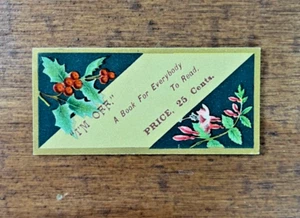 "I'M OFF."
A Book For Everybody
To Read.
PRICE, 25 Cents.